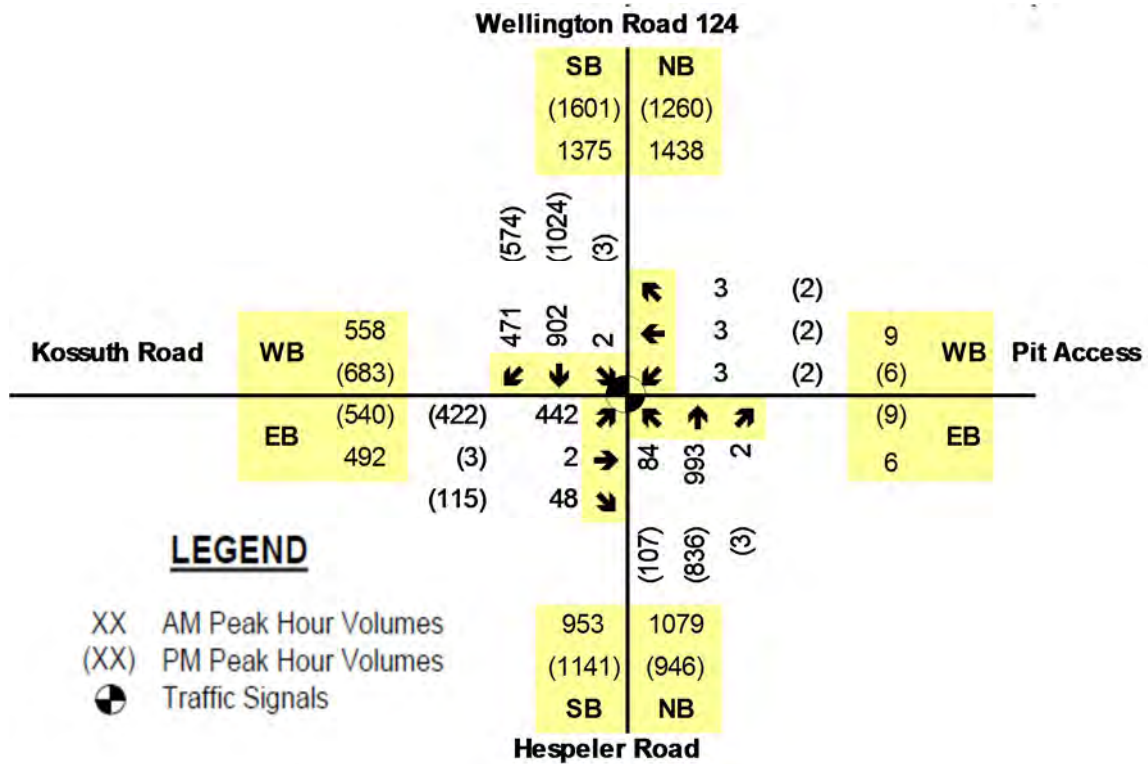 Wellington Road 124
SB NB
(1601) (1260)
1375 1438
(574) (1024) (3)
471 902 2
3 (2)
3 (2)
3 (2)
Kossuth Road WB 558
(683)
9 WB Pit Access
(6)
EB (540)
492
(422) 442
(3) 2
(115) 48
84 993 2
(107) (836) (3)
(9) EB
6
LEGEND
XX AM Peak Hour Volumes
(XX) PM Peak Hour Volumes
Traffic Signals
953 1079
(1141) (946)
SB NB
Hespeler Road